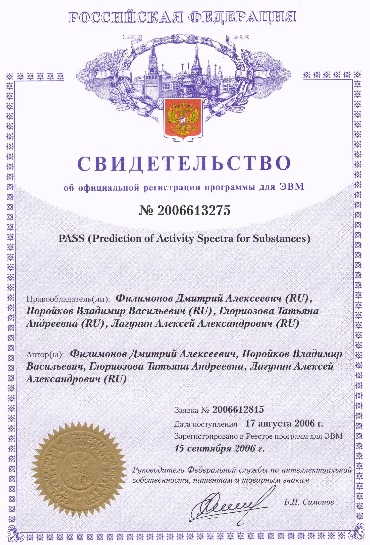 РОССИЙСКАЯ ФЕДЕРАЦИЯ
СВИДЕТЕЛЬСТВО
об официальной регистрации программы для ЭВМ
№ 2006613275
PASS (Prediction of Activity Spectra for Substances)
Правообладатель(ли): Филимонов Дмитрий Алексеевич (RU),
Поройков Владимир Васильевич (RU), Глориозова Татьяна
Андреевна (RU), Лагунин Алексей Александрович (RU)
Автор(ы): Филимонов Дмитрий Алексеевич, Поройков Владимир
Васильевич, Глориозова Татьяна Андреевна, Лагунин Алексей
Александрович (RU)
Заявка № 2006612815
Дата поступления 17 августа 2006 г.
Зарегистрировано в Реестре программ для ЭВМ
15 сентября 2006 г.
Руководитель Федеральной службы по интеллектуальной
собственности, патентам и товарным знакам
Б.П. Симонов